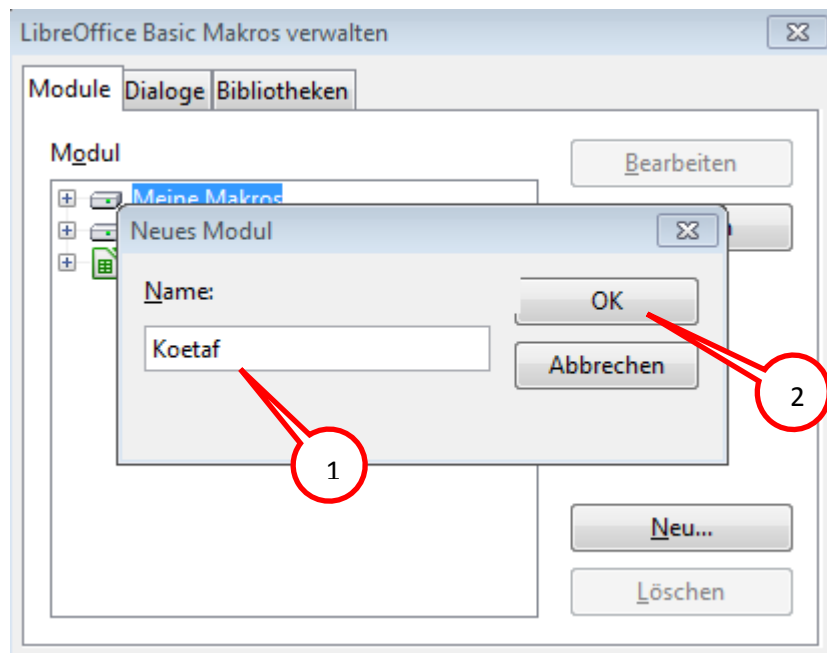 LibreOffice Basic Makros verwalten
Module Dialoge Bibliotheken
Modul
Bearbeiten
Meine Makros
Neues Modul
Name:
OK
Koetaf
Abbrechen
2
1
Neu...
Löschen